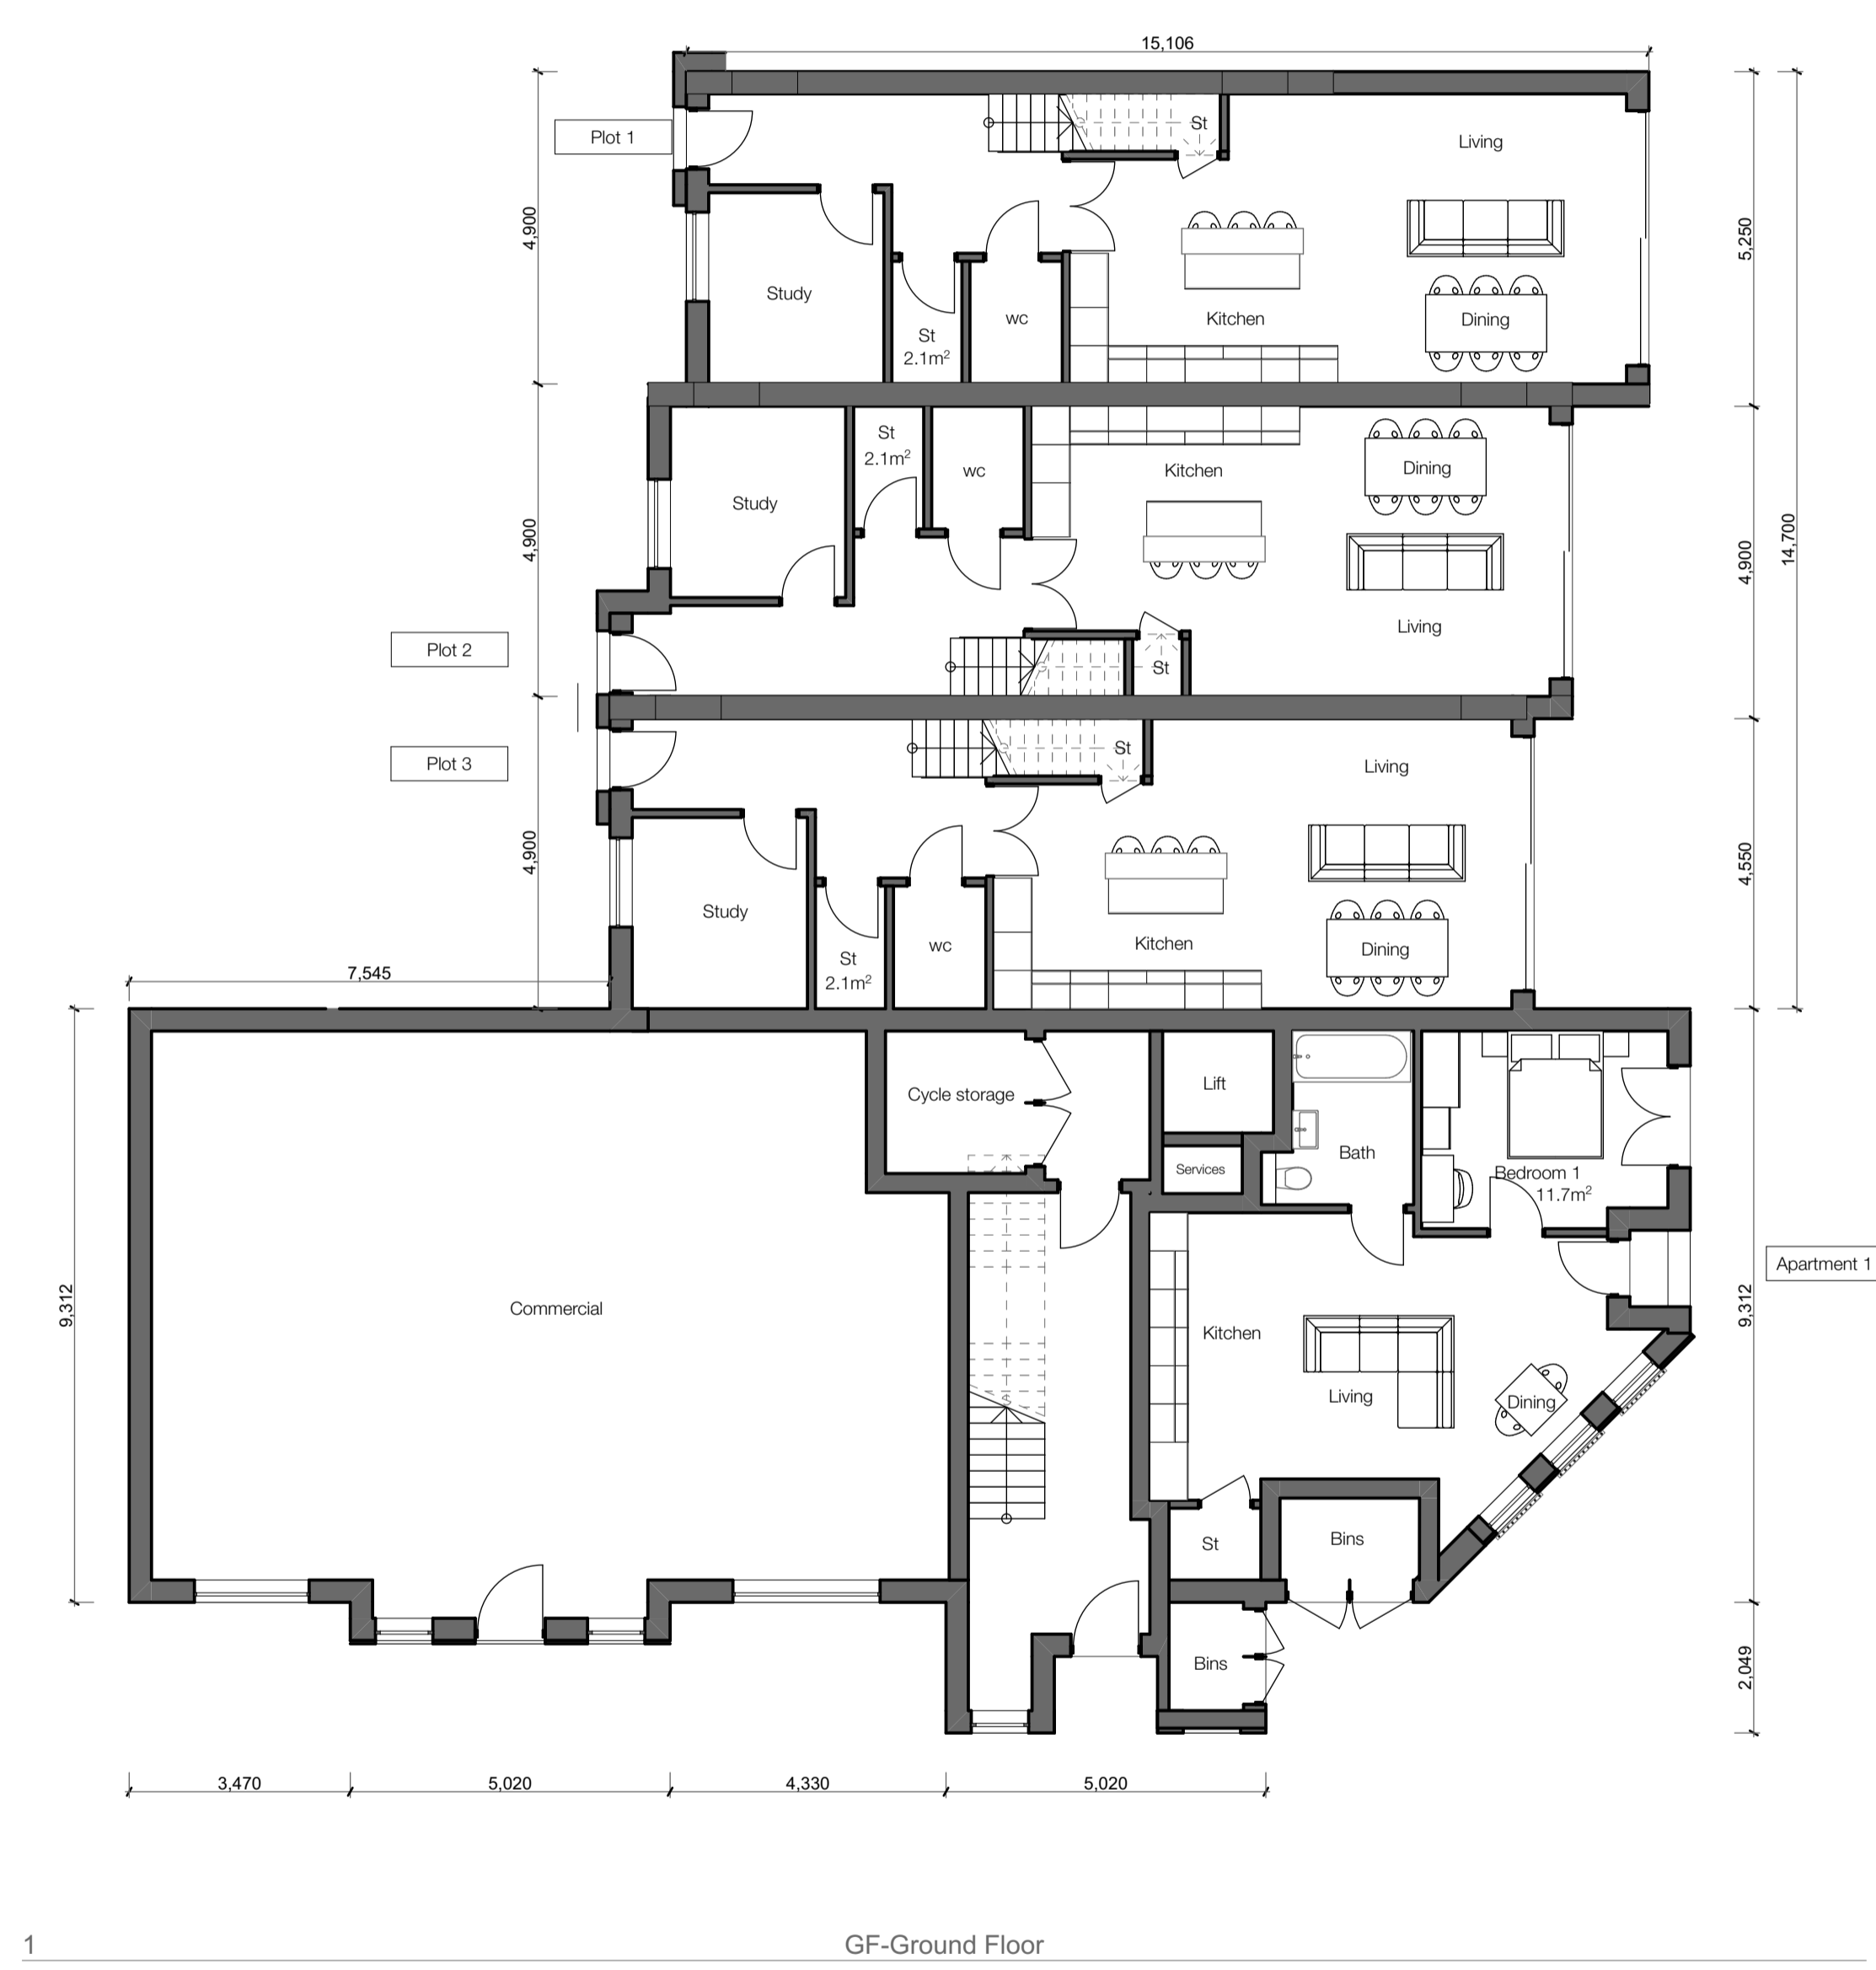 15,106
Plot 1
St
Living
4,900
5,250
Study
St
2.1m²
wc
Kitchen
Dining
St
2.1m²
wc
Kitchen
Dining
Study
4,900
4,900
14,700
Living
Plot 2
St
Plot 3
St
Living
4,900
4,550
Study
St
2.1m²
wc
Kitchen
Dining
7,545
Cycle storage
Lift
Bath
Services
Bedroom 1
11.7m²
Apartment 1
9,312
Commercial
9,312
Kitchen
Living
Dining
St
Bins
Bins
2,049
3,470
5,020
4,330
5,020
1
GF-Ground Floor